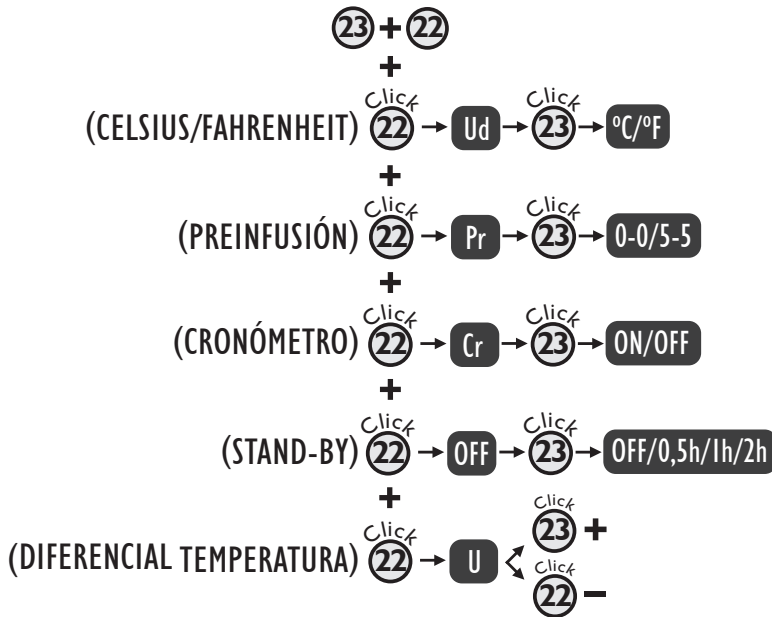 23 + 22
+
Click
(CELSIUS/FAHRENHEIT) 22 → Ud → Click 23 → ºC/ºF
+
(PREINFUSIÓN) Click 22 → Pr → Click 23 → 0-0/5-5
+
(CRONÓMETRO) Click 22 → Cr → Click 23 → ON/OFF
+
(STAND-BY) Click 22 → OFF → Click 23 → OFF/0,5h/1h/2h
+
(DIFERENCIAL TEMPERATURA) Click 22 → U
Click 23 +
Click 22 −